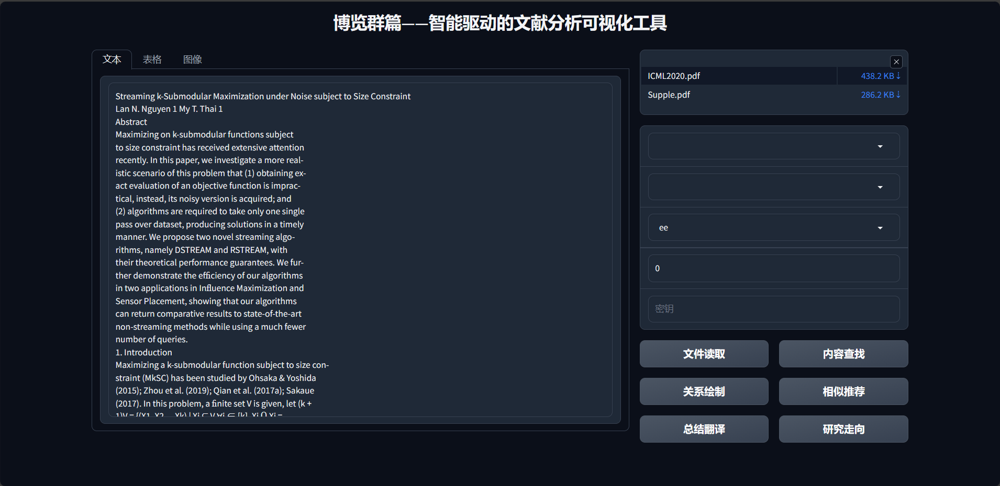 博览群篇——智能驱动的文献分析可视化工具
文本
表格
图像
Streaming k-Submodular Maximization under Noise subject to Size Constraint
Lan N. Nguyen 1 My T. Thai 1
Abstract
Maximizing on k-submodular functions subject
to size constraint has received extensive attention
recently. In this paper, we investigate a more real-
istic scenario of this problem that (1) obtaining ex-
act evaluation of an objective function is imprac-
tical, instead, its noisy version is acquired; and
(2) algorithms are required to take only one single
pass over dataset, producing solutions in a timely
manner. We propose two novel streaming algo-
rithms, namely DSTREAM and RSTREAM, with
their theoretical performance guarantees. We fur-
ther demonstrate the efficiency of our algorithms
in two applications in Influence Maximization and
Sensor Placement, showing that our algorithms
can return comparative results to state-of-the-art
non-streaming methods while using a much fewer
number of queries.
1. Introduction
Maximizing a k-submodular function subject to size con-
straint (MkSC) has been studied by Ohsaka & Yoshida
(2015); Zhou et al. (2019); Qian et al. (2017a); Sakaue
(2017). In this problem, a finite set V is given, let (k +
1)V = {(X1, X2, ..., Xk) | Xi ⊆ V ∀i ∈ [k], Xi ⋂ Xj =
ICML2020.pdf
438.2 KB ⇣
Supple.pdf
286.2 KB ⇣
ee
0
密钥
文件读取
内容查找
关系绘制
相似推荐
总结翻译
研究走向